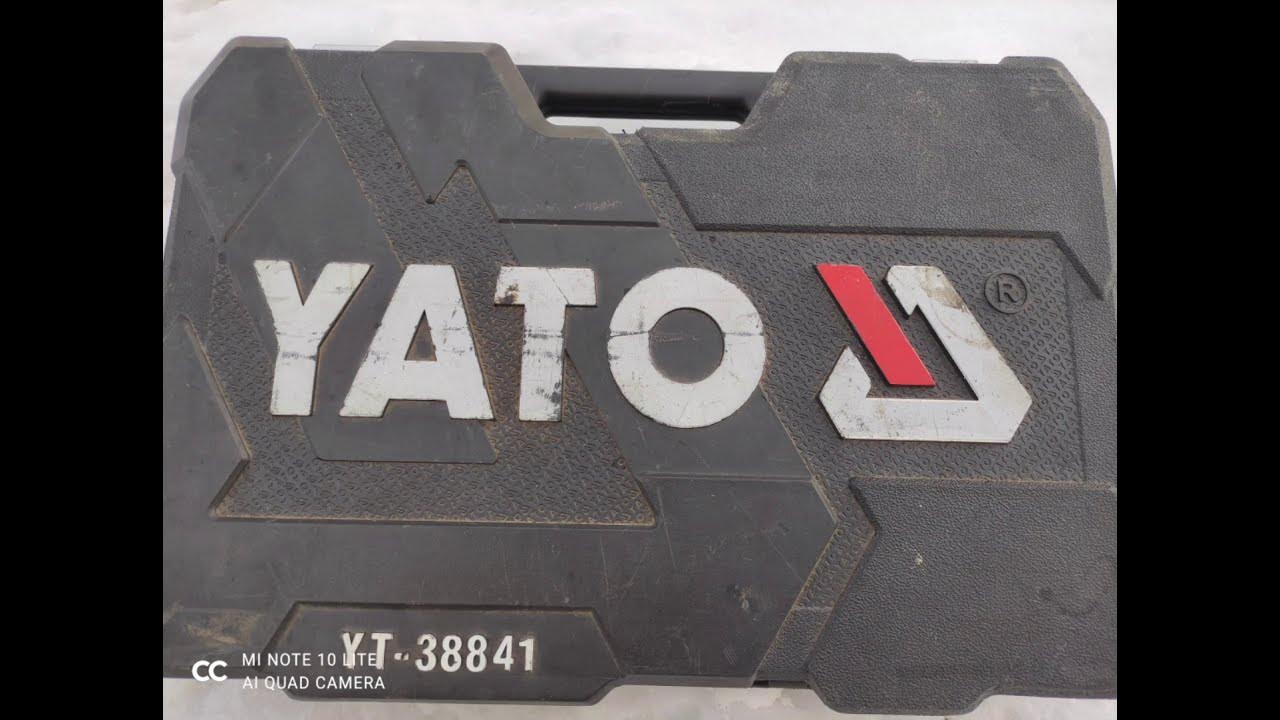 YATO ®
YT-38841
MI NOTE 10 LITE
AI QUAD CAMERA